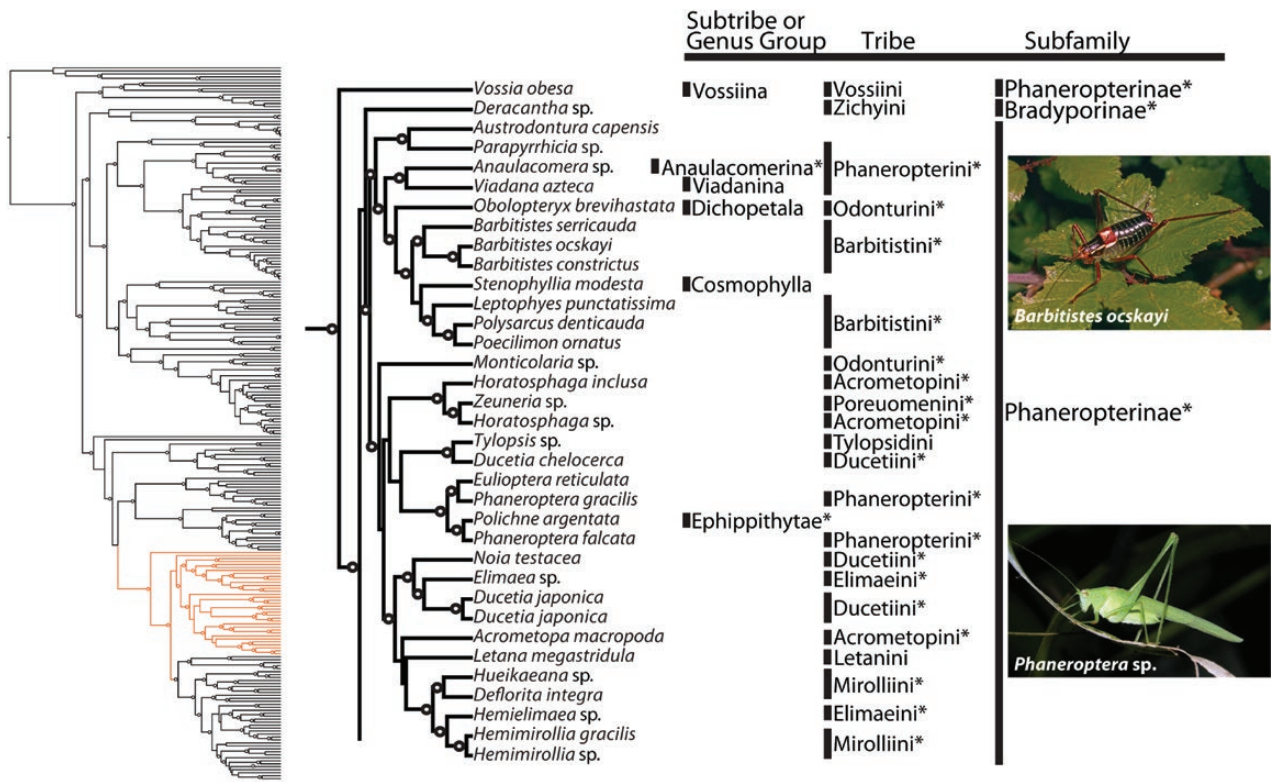 Subtribe or
Genus Group Tribe Subfamily
Vossia obesa Vossiina Vossiini Phaneropterinae*
Deracantha sp. Zichyini Bradyporinae*
Austrodontura capensis
Parapyrrhicia sp.
Anaulacomera sp. Anaulacomerina* Phaneropterini*
Viadana azteca Viadanina
Obolopteryx brevihastata Dichopetala Odonturini*
Barbitistes serricauda
Barbitistes ocskayi Barbitistini*
Barbitistes constrictus
Stenophyllia modesta Cosmophylla
Leptophyes punctatissima
Polysarcus denticauda Barbitistini*
Poecilimon ornatus
Barbitistes ocskayi
Monticolaria sp. Odonturini*
Horatosphaga inclusa Acrometopini*
Zeuneria sp. Poreuomenini*
Horatosphaga sp. Acrometopini*
Phaneropterinae*
Tylopsis sp. Tylopsidini
Ducetia chelocerca Ducetiini*
Eulioptera reticulata
Phaneroptera gracilis Phaneropterini*
Polichne argentata Ephippithytae*
Phaneroptera falcata Phaneropterini*
Noia testacea Ducetiini*
Elimaea sp. Elimaeini*
Ducetia japonica
Ducetiini*
Ducetia japonica
Acrometopa macropoda Acrometopini*
Letana megastridula Letanini
Phaneroptera sp.
Hueikaeana sp.
Mirolliini*
Deflorita integra
Hemielimaea sp. Elimaeini*
Hemimirollia gracilis
Mirolliini*
Hemimirollia sp.